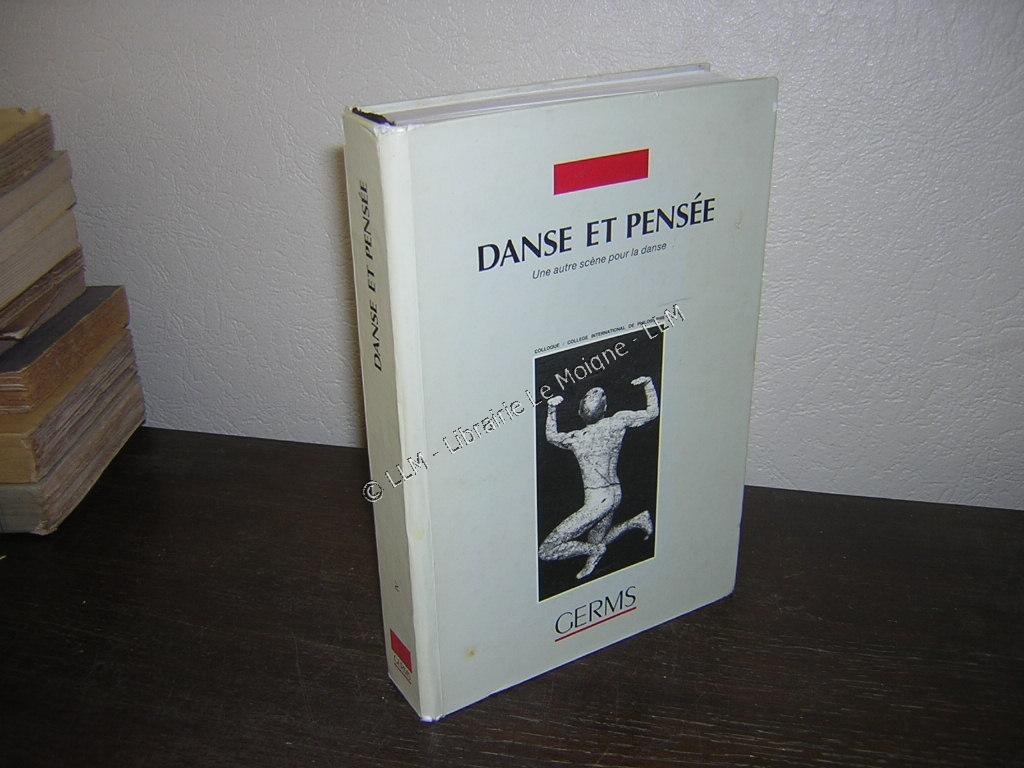 DANSE ET PENSÉE
DANSE ET PENSÉE
Une autre scène pour la danse
COLLOQUE : COLLEGE INTERNATIONAL DE PHILOSOPHIE
© LLM - Librairie Le Moigne - LLM
GERMS
GERMS